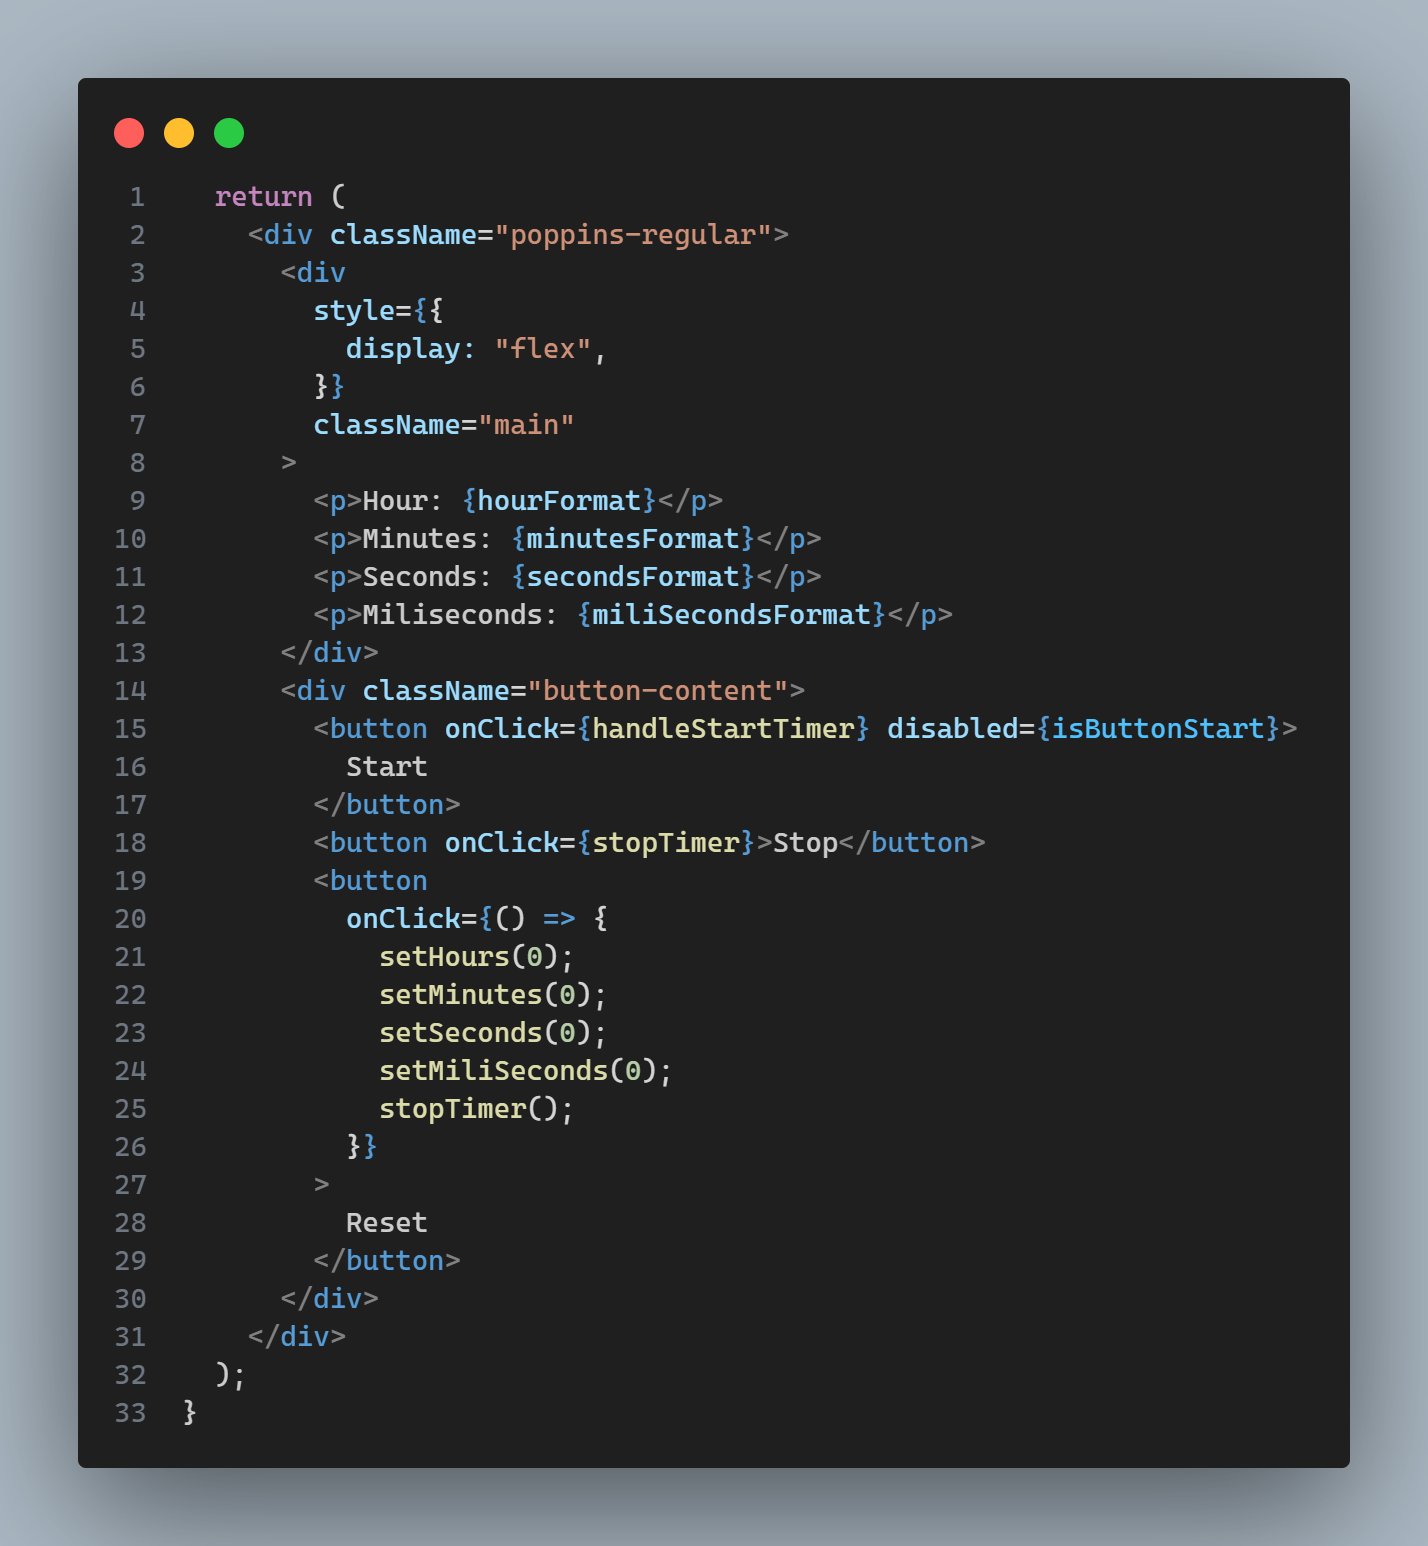 1 return (
2 <div className="poppins-regular">
3 <div
4 style={{
5 display: "flex",
6 }}
7 className="main"
8 >
9 <p>Hour: {hourFormat}</p>
10 <p>Minutes: {minutesFormat}</p>
11 <p>Seconds: {secondsFormat}</p>
12 <p>Miliseconds: {miliSecondsFormat}</p>
13 </div>
14 <div className="button-content">
15 <button onClick={handleStartTimer} disabled={isButtonStart}>
16 Start
17 </button>
18 <button onClick={stopTimer}>Stop</button>
19 <button
20 onClick={() => {
21 setHours(0);
22 setMinutes(0);
23 setSeconds(0);
24 setMiliSeconds(0);
25 stopTimer();
26 }}
27 >
28 Reset
29 </button>
30 </div>
31 </div>
32 );
33 }